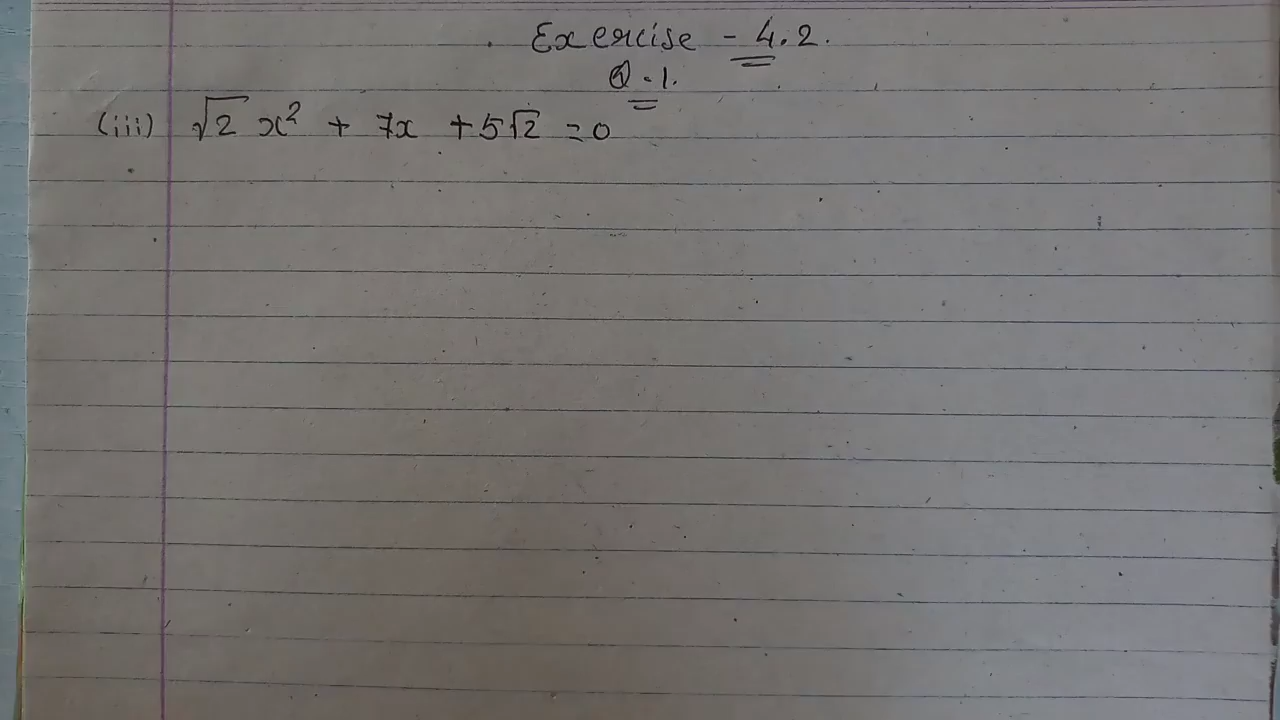 Exercise - 4.2.
Q.1.
(iii) √2 x² + 7x + 5√2 = 0